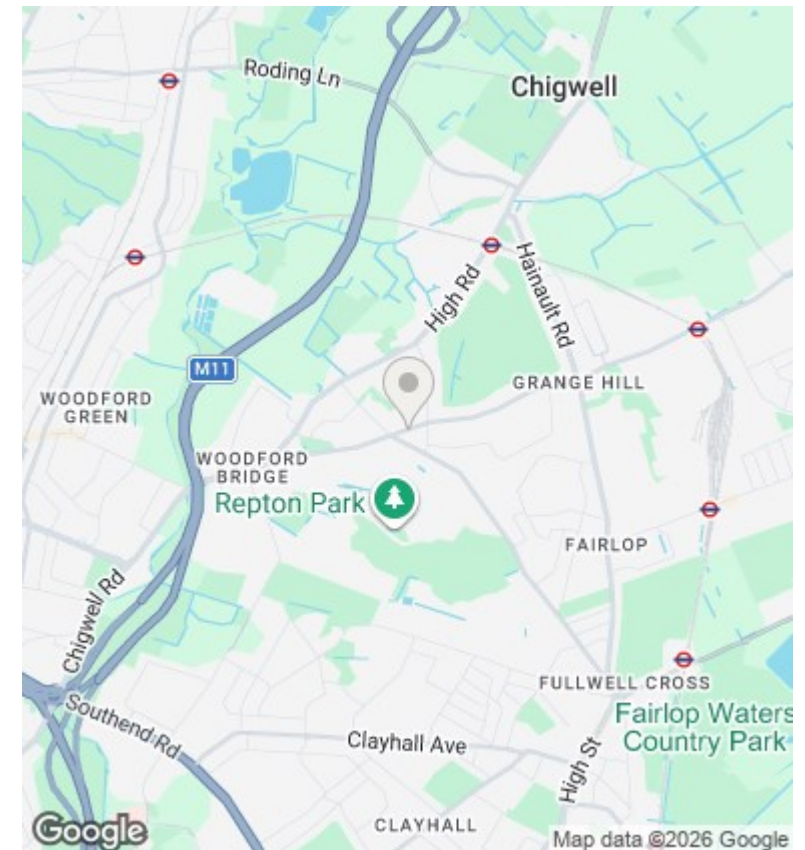 Roding Ln
Chigwell
High Rd
Hainault Rd
M11
WOODFORD
GREEN
GRANGE HILL
WOODFORD
BRIDGE
Repton Park
FAIRLOP
Chigwell Rd
FULLWELL CROSS
Southend Rd
Fairlop Waters
Country Park
Clayhall Ave
High St
CLAYHALL
Google
Map data ©2026 Google